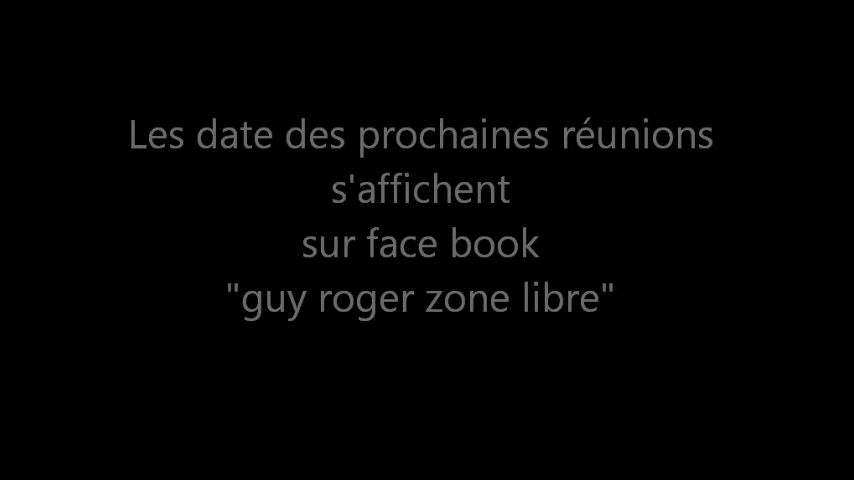 Les date des prochaines réunions
s'affichent
sur face book
"guy roger zone libre"